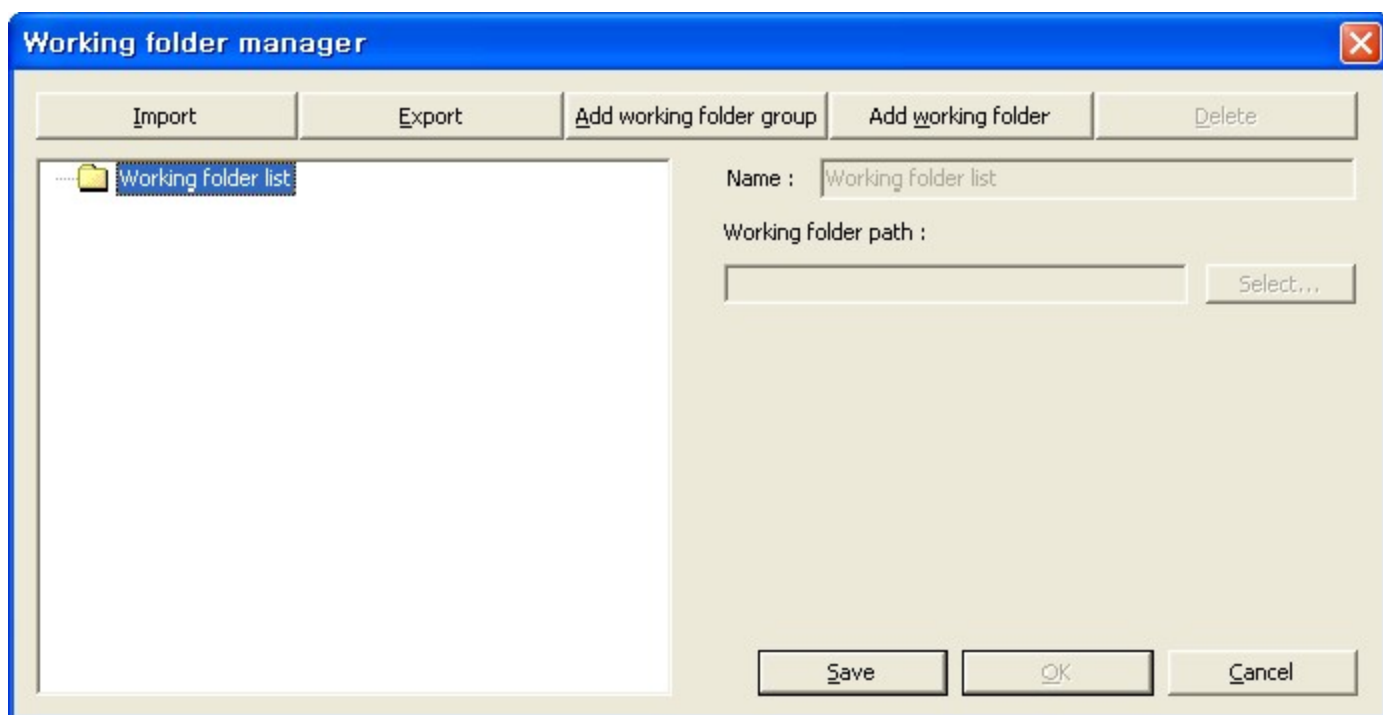 Working folder manager
Import Export Add working folder group Add working folder Delete
Working folder list
Name : Working folder list
Working folder path :
Select...
Save OK Cancel